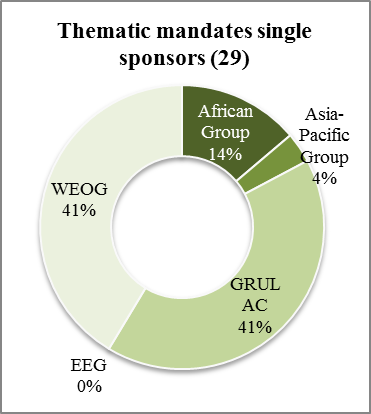 Thematic mandates single
sponsors (29)
African
Group
14%
Asia-
Pacific
Group
4%
GRUL
AC
41%
EEG
0%
WEOG
41%